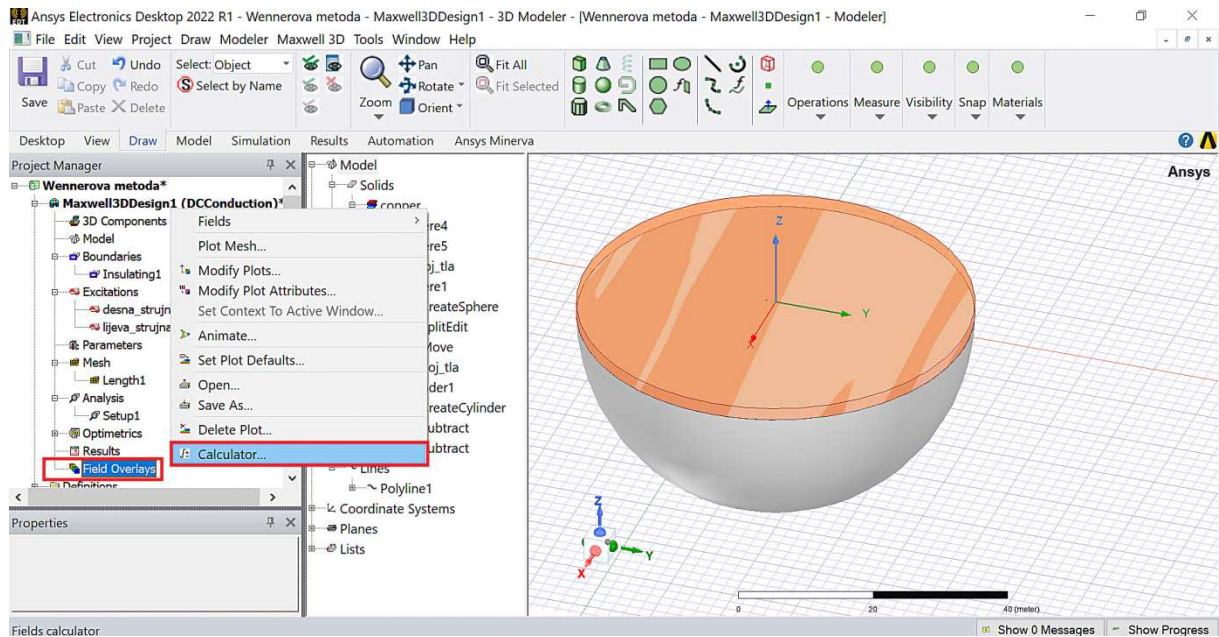 Ansys Electronics Desktop 2022 R1 - Wennerova metoda - Maxwell3DDesign1 - 3D Modeler - [Wennerova metoda - Maxwell3DDesign1 - Modeler]
File Edit View Project Draw Modeler Maxwell 3D Tools Window Help
Save
Cut Undo
Copy Redo
Paste Delete
Select: Object
Select by Name
Zoom
Pan
Rotate
Orient
Fit All
Fit Selected
Operations Measure Visibility Snap Materials
Desktop View Draw Model Simulation Results Automation Ansys Minerva
Project Manager
Wennerova metoda*
Maxwell3DDesign1 (DCConduction)*
3D Components
Model
Boundaries
Insulating1
Excitations
desna_strujn
lijeva_strujna
Parameters
Mesh
Length1
Analysis
Setup1
Optimetrics
Results
Field Overlays
Definitions
Fields
Plot Mesh...
Modify Plots...
Modify Plot Attributes...
Set Context To Active Window...
Animate...
Set Plot Defaults...
Open...
Save As...
Delete Plot...
Calculator...
Model
Solids
copper
re4
re5
oj_tla
re1
reateSphere
plitEdit
Move
oj_tla
der1
reateCylinder
ubtract
ubtract
Lines
Polyline1
Coordinate Systems
Planes
Lists
Ansys
Z
Y
X
Z
Y
X
0 20 40 (meter)
Properties
Fields calculator
Show 0 Messages Show Progress